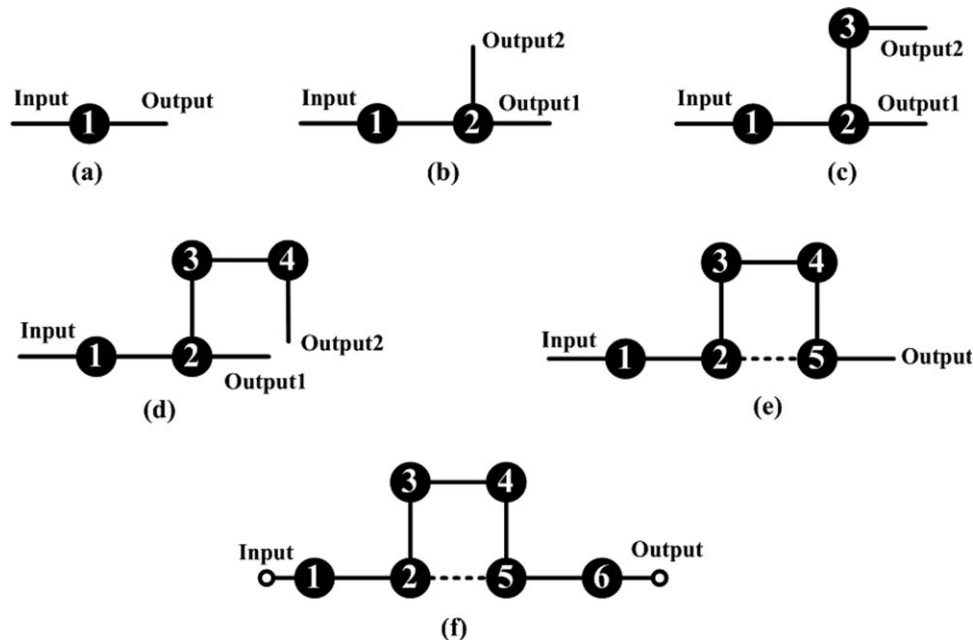 Input
Output
1
(a)
Output2
Input
Output1
1
2
(b)
3
Output2
Input
Output1
1
2
(c)
3
4
Input
Output2
1
2
Output1
(d)
3
4
Input
Output
1
2
5
(e)
3
4
Input
Output
1
2
5
6
(f)